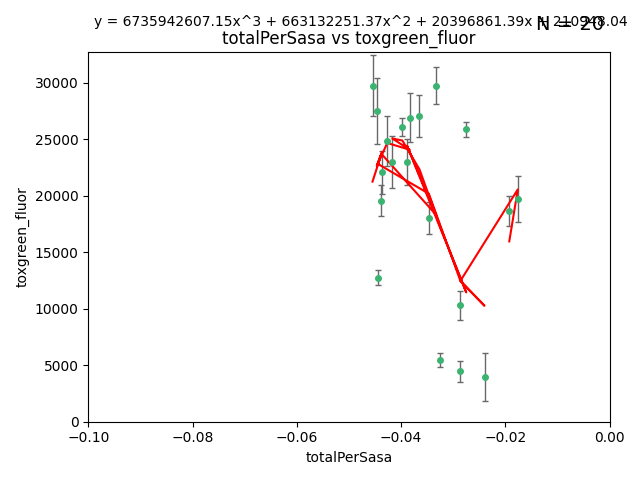 y = 6735942607.15x^3 + 663132251.37x^2 + 20396861.39x + 210948.04
N = 20
totalPerSasa vs toxgreen_fluor
30000
25000
20000
15000
10000
5000
0
toxgreen_fluor
−0.10 −0.08 −0.06 −0.04 −0.02 0.00
totalPerSasa